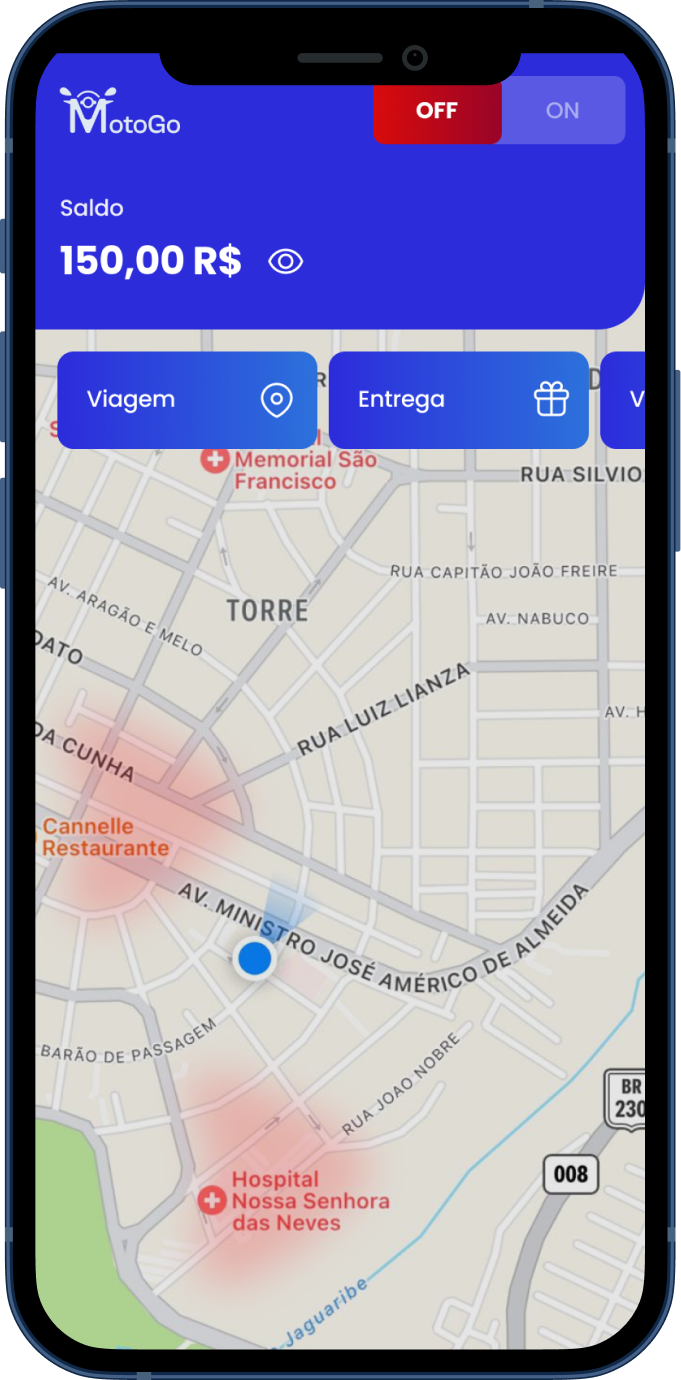 MotoGo
OFF
ON
Saldo
150,00 R$
Viagem
Entrega
V
Memorial São
Francisco
RUA SILVIO
RUA CAPITÃO JOÃO FREIRE
TORRE
AV. NABUCO
AV. ARAGÃO E MELO
DATO
RUA LUIZ LIANZA
AV. H
DA CUNHA
Cannelle
Restaurante
AV. MINISTRO JOSÉ AMÉRICO DE ALMEIDA
BARÃO DE PASSAGEM
RUA JOAO NOBRE
BR
230
008
Hospital
Nossa Senhora
das Neves
Jaguaribe